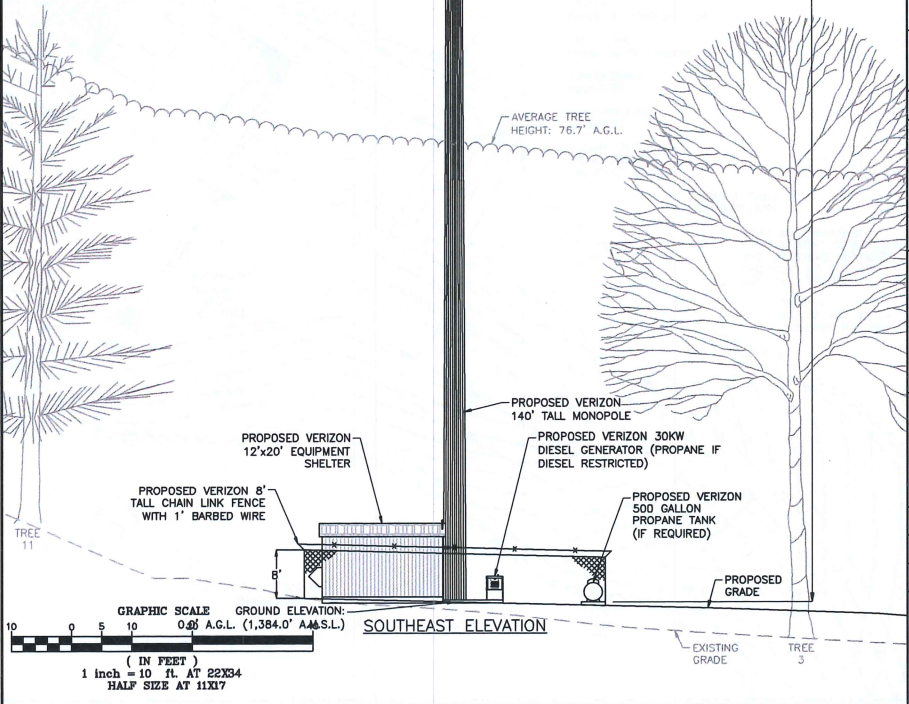 AVERAGE TREE
HEIGHT: 76.7' A.G.L.
PROPOSED VERIZON
140' TALL MONOPOLE
PROPOSED VERIZON
12'x20' EQUIPMENT
SHELTER
PROPOSED VERIZON 30KW
DIESEL GENERATOR (PROPANE IF
DIESEL RESTRICTED)
PROPOSED VERIZON 8'
TALL CHAIN LINK FENCE
WITH 1' BARBED WIRE
PROPOSED VERIZON
500 GALLON
PROPANE TANK
(IF REQUIRED)
TREE
11
8'
PROPOSED
GRADE
GRAPHIC SCALE
GROUND ELEVATION:
0.0' A.G.L. (1,384.0' A.M.S.L.)
10 0 5 10
SOUTHEAST ELEVATION
( IN FEET )
1 inch = 10 ft. AT 22X34
HALF SIZE AT 11X17
EXISTING
GRADE
TREE
3